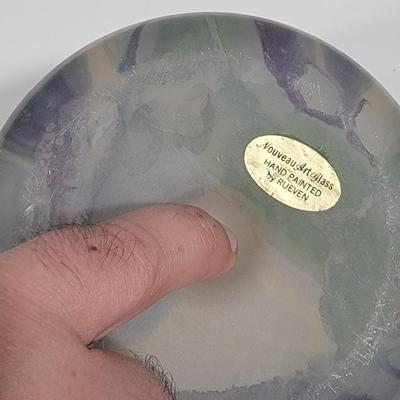 Nouveau Art Glass
HAND PAINTED
by RUEVEN